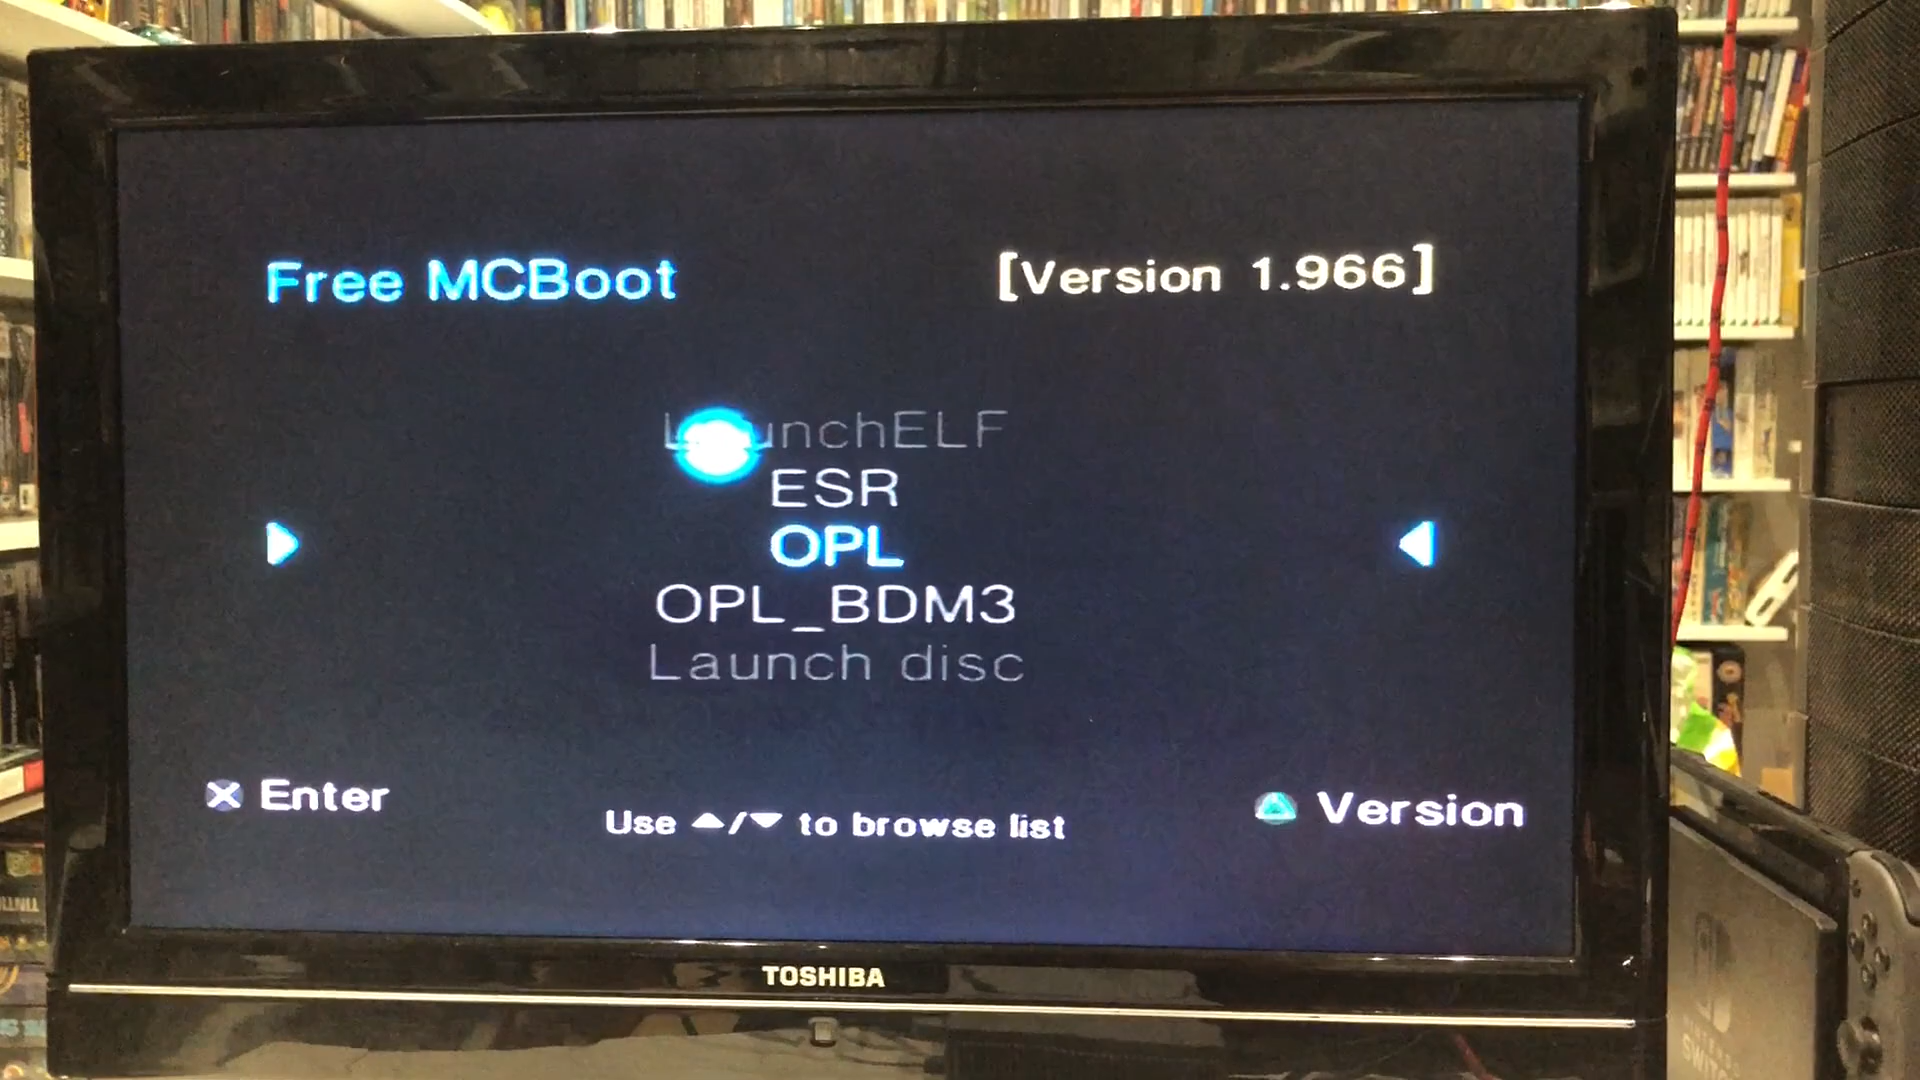 Free MCBoot
[Version 1.966]
LaunchELF
ESR
OPL
OPL_BDM3
Launch disc
Enter
Use ▲/▼ to browse list
Version
TOSHIBA